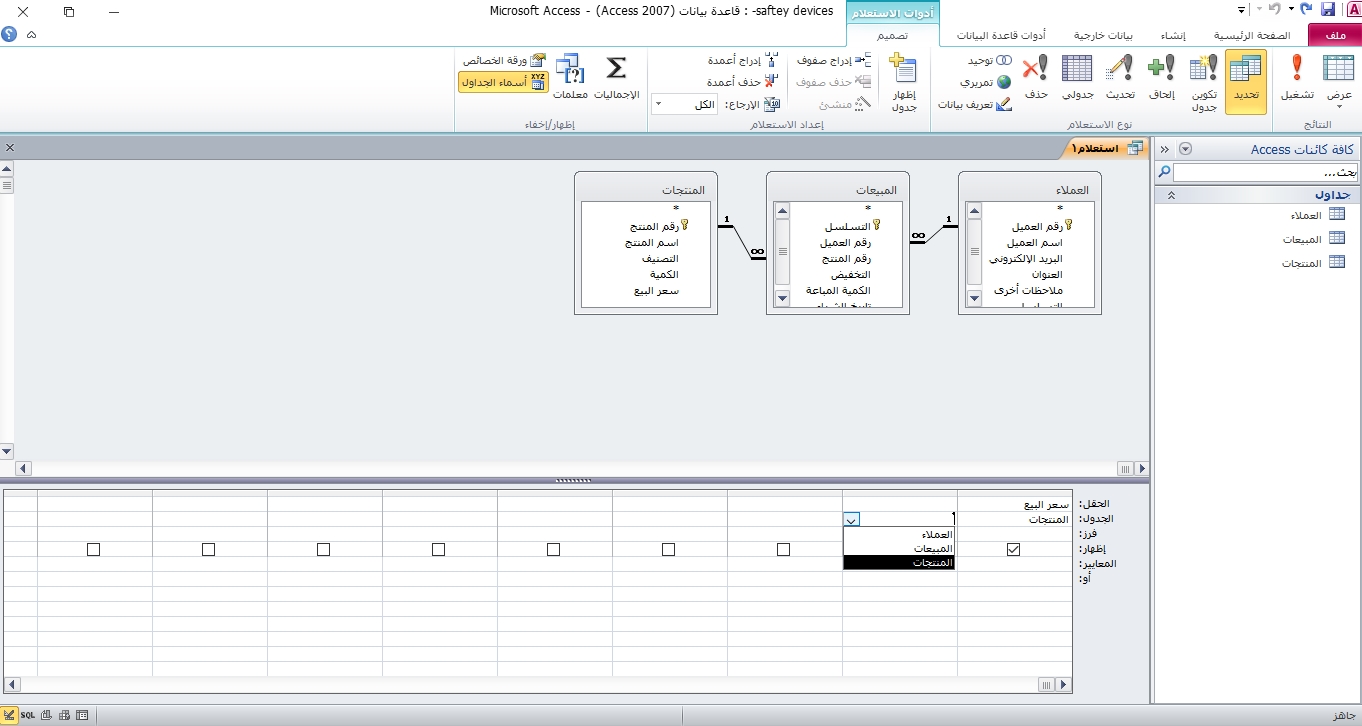 saftey devices- : قاعدة بيانات (Access 2007) - Microsoft Access
أدوات الاستعلام
ملف
الصفحة الرئيسية
إنشاء
بيانات خارجية
أدوات قاعدة البيانات
تصميم
عرض
تشغيل
النتائج
تحديد
تكوين جدول
إلحاق
تحديث
جدولي
حذف
توحيد
تمريري
تعريف بيانات
نوع الاستعلام
إظهار جدول
إدراج صفوف
حذف صفوف
منشئ
إدراج أعمدة
حذف أعمدة
الإرجاع: الكل
إعداد الاستعلام
الإجماليات
معلمات
ورقة الخصائص
أسماء الجداول
إظهار/إخفاء
كافة كائنات Access
بحث...
جداول
العملاء
المبيعات
المنتجات
استعلام١
العملاء
*
رقم العميل
اسم العميل
البريد الإلكتروني
العنوان
ملاحظات أخرى
1
∞
المبيعات
*
التسلسل
رقم العميل
رقم المنتج
التخفيض
الكمية المباعة
تاريخ الشراء
∞
1
المنتجات
*
رقم المنتج
اسم المنتج
التصنيف
الكمية
سعر البيع
الحقل: سعر البيع
الجدول: المنتجات
فرز:
إظهار:
المعايير:
أو:
العملاء
المبيعات
المنتجات
جاهز
SQL